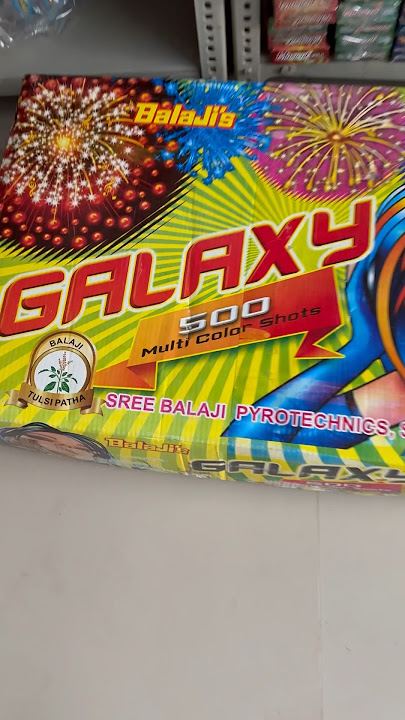 Balaji's
GALAXY
500
Multi Color Shots
BALAJI
TULSI PATHA
SREE BALAJI PYROTECHNICS,
Balaji's
GALAXY